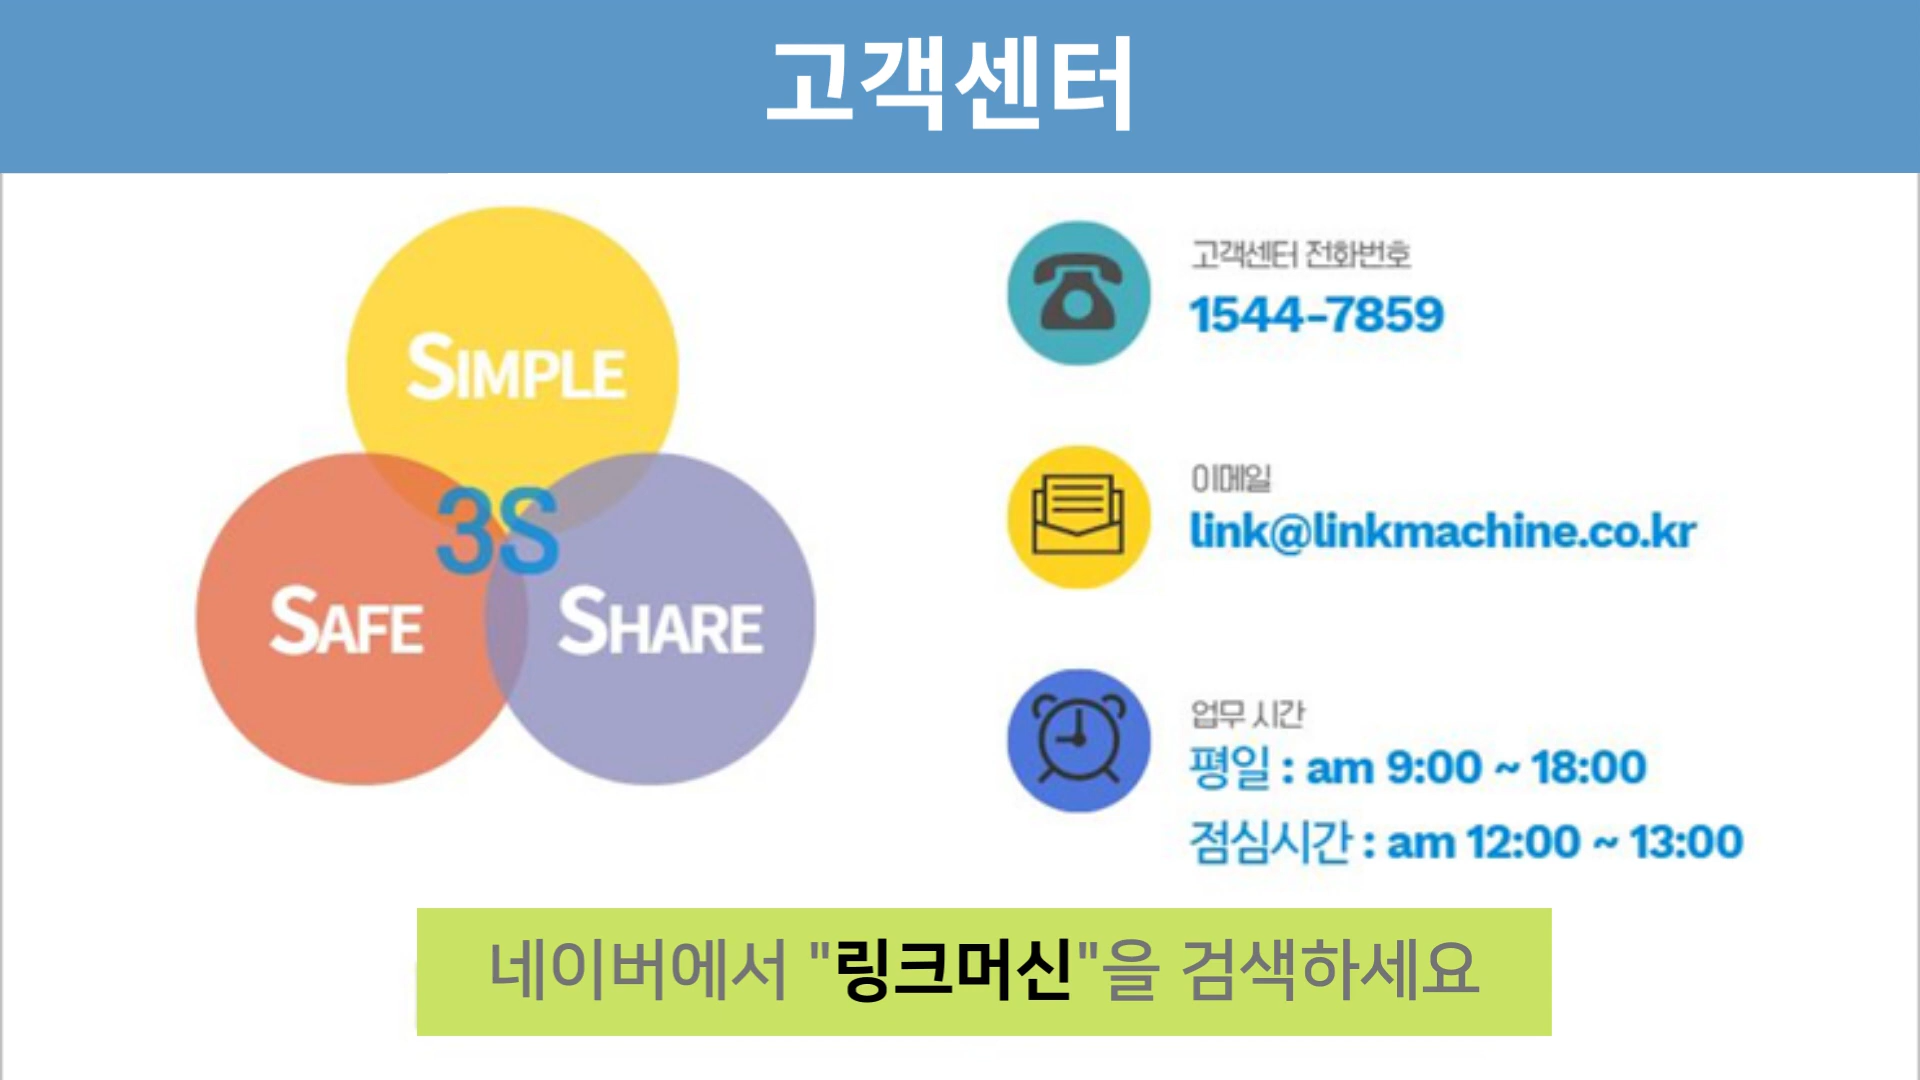 고객센터
SIMPLE
3S
SAFE
SHARE
고객센터 전화번호
1544-7859
이메일
link@linkmachine.co.kr
업무 시간
평일 : am 9:00 ~ 18:00
점심시간 : am 12:00 ~ 13:00
네이버에서 "링크머신"을 검색하세요